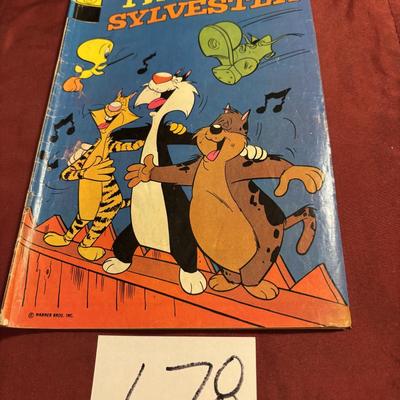 SYLVESTER
© WARNER BROS., INC.
178